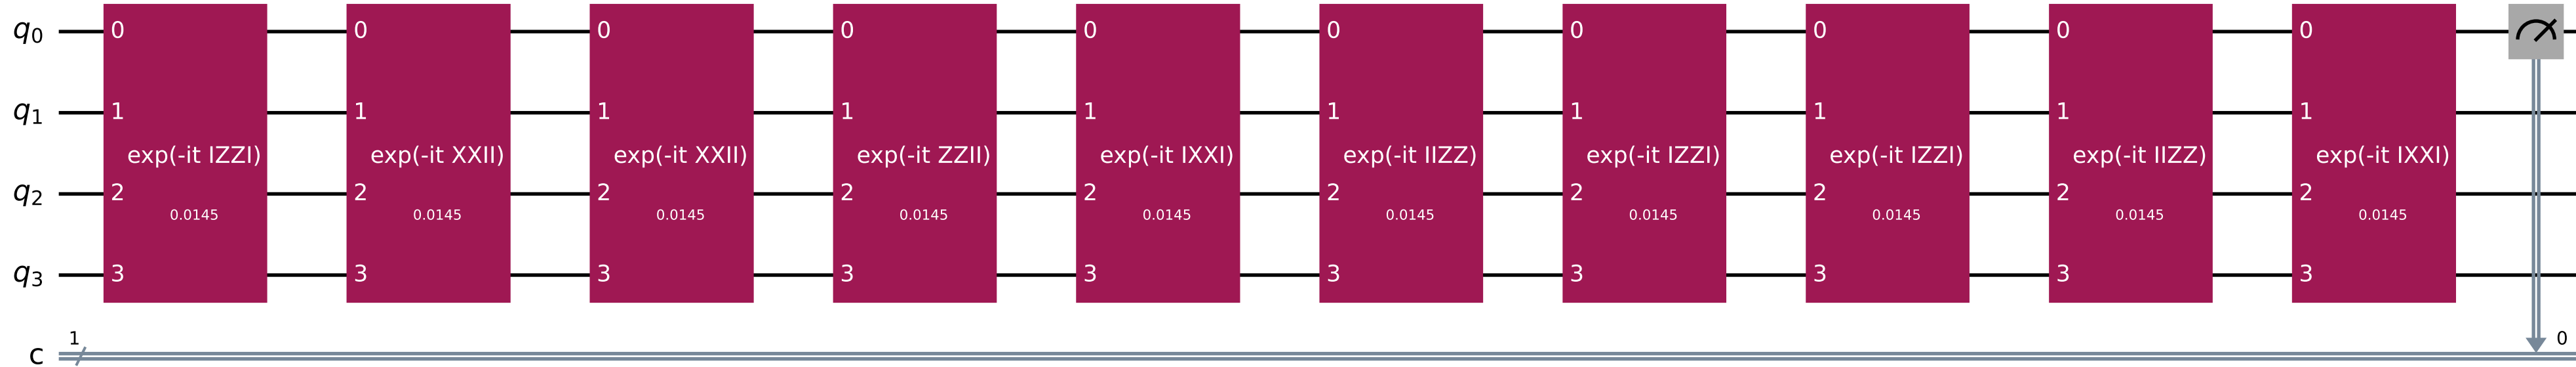 q0 0 0 0 0 0 0 0 0 0 0
q1 1 1 1 1 1 1 1 1 1 1
exp(-it IZZI) exp(-it XXII) exp(-it XXII) exp(-it ZZII) exp(-it IXXI) exp(-it IIZZ) exp(-it IZZI) exp(-it IZZI) exp(-it IIZZ) exp(-it IXXI)
q2 2 2 2 2 2 2 2 2 2 2
0.0145 0.0145 0.0145 0.0145 0.0145 0.0145 0.0145 0.0145 0.0145 0.0145
q3 3 3 3 3 3 3 3 3 3 3
1 0
c